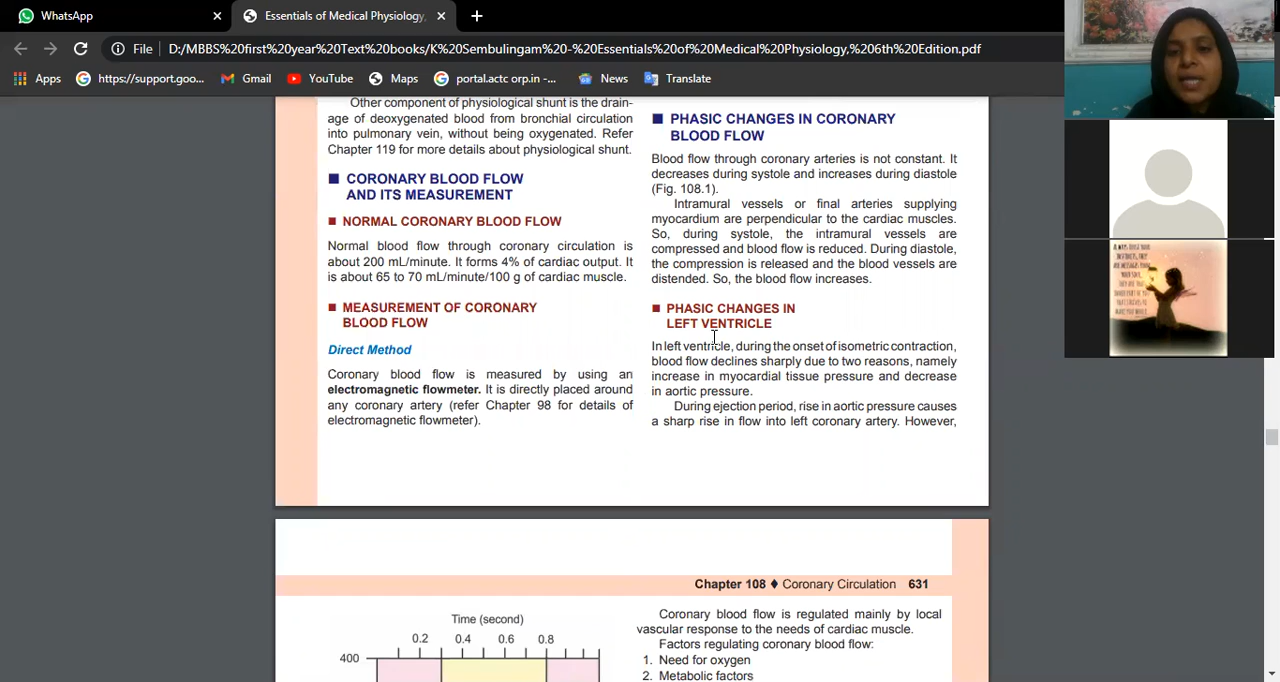 WhatsApp
Essentials of Medical Physiology,
File
D:/MBBS%20first%20year%20Text%20books/K%20Sembulingam%20-%20Essentials%20of%20Medical%20Physiology,%206th%20Edition.pdf
Apps
https://support.goo...
Gmail
YouTube
Maps
portal.actc orp.in -...
News
Translate
Other component of physiological shunt is the drain-
age of deoxygenated blood from bronchial circulation
into pulmonary vein, without being oxygenated. Refer
Chapter 119 for more details about physiological shunt.
CORONARY BLOOD FLOW
AND ITS MEASUREMENT
NORMAL CORONARY BLOOD FLOW
Normal blood flow through coronary circulation is
about 200 mL/minute. It forms 4% of cardiac output. It
is about 65 to 70 mL/minute/100 g of cardiac muscle.
MEASUREMENT OF CORONARY
BLOOD FLOW
Direct Method
Coronary blood flow is measured by using an
electromagnetic flowmeter. It is directly placed around
any coronary artery (refer Chapter 98 for details of
electromagnetic flowmeter).
PHASIC CHANGES IN CORONARY
BLOOD FLOW
Blood flow through coronary arteries is not constant. It
decreases during systole and increases during diastole
(Fig. 108.1).
Intramural vessels or final arteries supplying
myocardium are perpendicular to the cardiac muscles.
So, during systole, the intramural vessels are
compressed and blood flow is reduced. During diastole,
the compression is released and the blood vessels are
distended. So, the blood flow increases.
PHASIC CHANGES IN
LEFT VENTRICLE
In left ventricle, during the onset of isometric contraction,
blood flow declines sharply due to two reasons, namely
increase in myocardial tissue pressure and decrease
in aortic pressure.
During ejection period, rise in aortic pressure causes
a sharp rise in flow into left coronary artery. However,
Chapter 108 ♦ Coronary Circulation 631
Time (second)
0.2 0.4 0.6 0.8
400
Coronary blood flow is regulated mainly by local
vascular response to the needs of cardiac muscle.
Factors regulating coronary blood flow:
1. Need for oxygen
2. Metabolic factors